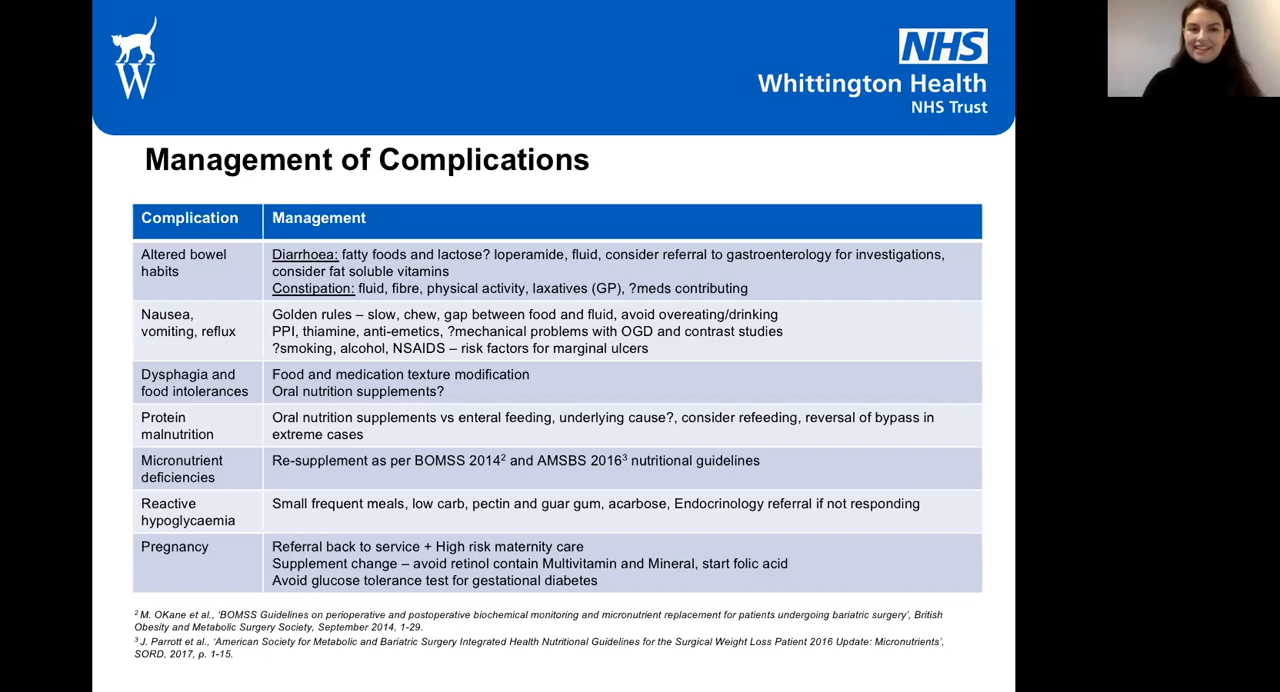 W
NHS
Whittington Health
NHS Trust
Management of Complications
Complication Management
Altered bowel
habits
Diarrhoea: fatty foods and lactose? loperamide, fluid, consider referral to gastroenterology for investigations,
consider fat soluble vitamins
Constipation: fluid, fibre, physical activity, laxatives (GP), ?meds contributing
Nausea,
vomiting, reflux
Golden rules – slow, chew, gap between food and fluid, avoid overeating/drinking
PPI, thiamine, anti-emetics, ?mechanical problems with OGD and contrast studies
?smoking, alcohol, NSAIDS – risk factors for marginal ulcers
Dysphagia and
food intolerances
Food and medication texture modification
Oral nutrition supplements?
Protein
malnutrition
Oral nutrition supplements vs enteral feeding, underlying cause?, consider refeeding, reversal of bypass in
extreme cases
Micronutrient
deficiencies
Re-supplement as per BOMSS 2014² and AMSBS 2016³ nutritional guidelines
Reactive
hypoglycaemia
Small frequent meals, low carb, pectin and guar gum, acarbose, Endocrinology referral if not responding
Pregnancy
Referral back to service + High risk maternity care
Supplement change – avoid retinol contain Multivitamin and Mineral, start folic acid
Avoid glucose tolerance test for gestational diabetes
² M. OKane et al., ‘BOMSS Guidelines on perioperative and postoperative biochemical monitoring and micronutrient replacement for patients undergoing bariatric surgery’, British
Obesity and Metabolic Surgery Society, September 2014, 1-29.
³ J. Parrott et al., ‘American Society for Metabolic and Bariatric Surgery Integrated Health Nutritional Guidelines for the Surgical Weight Loss Patient 2016 Update: Micronutrients’,
SORD, 2017, p. 1-15.